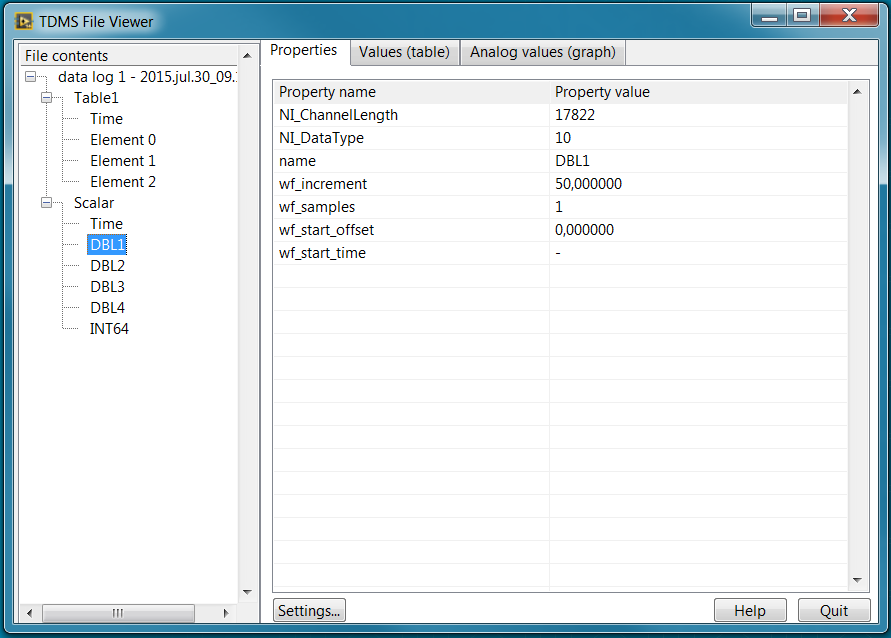 TDMS File Viewer
File contents
data log 1 - 2015.jul.30_09.
Table1
Time
Element 0
Element 1
Element 2
Scalar
Time
DBL1
DBL2
DBL3
DBL4
INT64
Properties Values (table) Analog values (graph)
Property name Property value
NI_ChannelLength 17822
NI_DataType 10
name DBL1
wf_increment 50,000000
wf_samples 1
wf_start_offset 0,000000
wf_start_time -
Settings... Help Quit